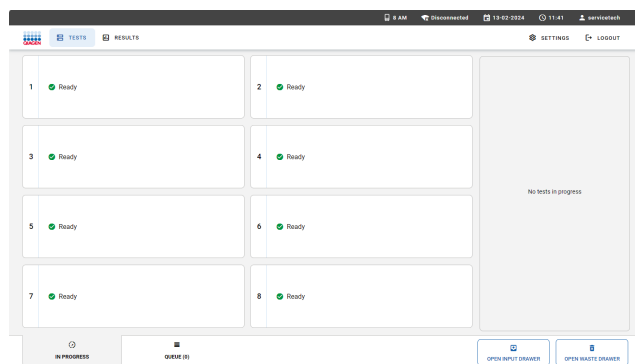 8 AM Disconnected 13-02-2024 11:41 servicetech
QIAGEN TESTS RESULTS SETTINGS LOGOUT
1 Ready
2 Ready
3 Ready
4 Ready
No tests in progress
5 Ready
6 Ready
7 Ready
8 Ready
IN PROGRESS
QUEUE (0)
OPEN INPUT DRAWER
OPEN WASTE DRAWER